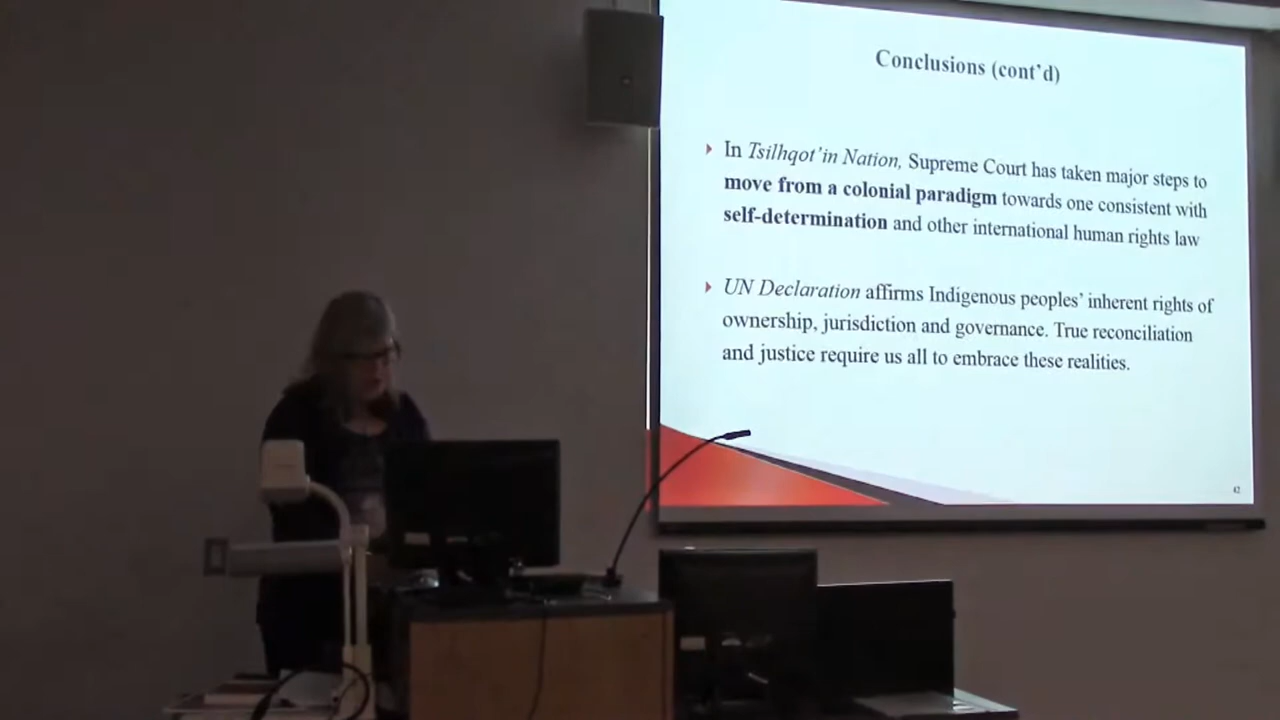 Conclusions (cont’d)
In Tsilhqot’in Nation, Supreme Court has taken major steps to
move from a colonial paradigm towards one consistent with
self-determination and other international human rights law
UN Declaration affirms Indigenous peoples’ inherent rights of
ownership, jurisdiction and governance. True reconciliation
and justice require us all to embrace these realities.
42